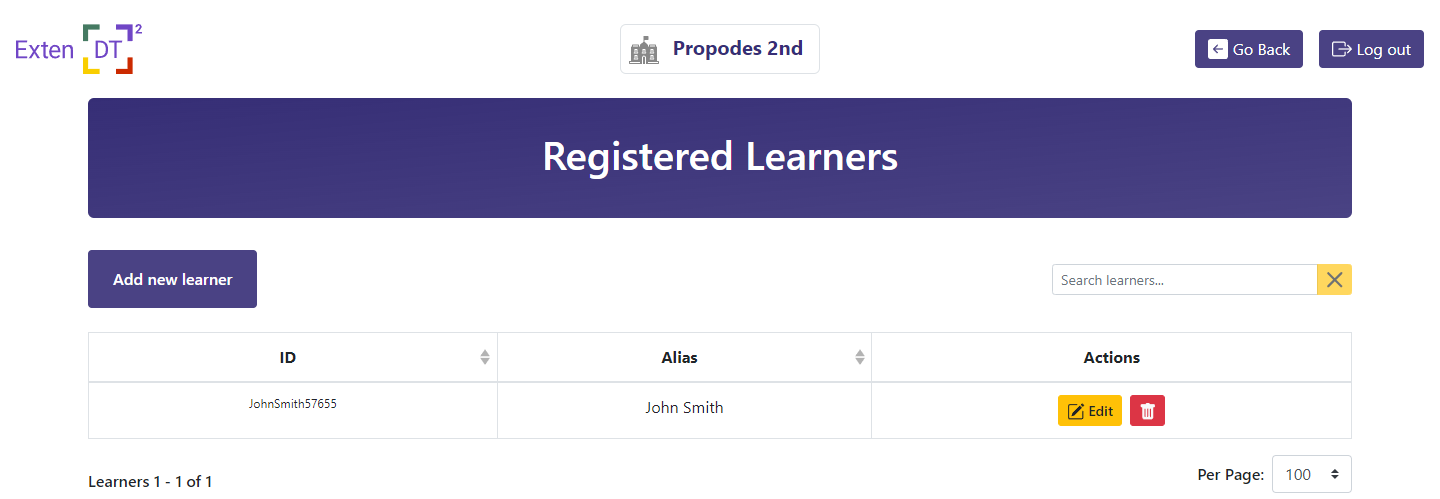 Exten DT 2
Propodes 2nd
Go Back
Log out
Registered Learners
Add new learner
Search learners...
ID Alias Actions
JohnSmith57655 John Smith Edit
Learners 1 - 1 of 1
Per Page: 100